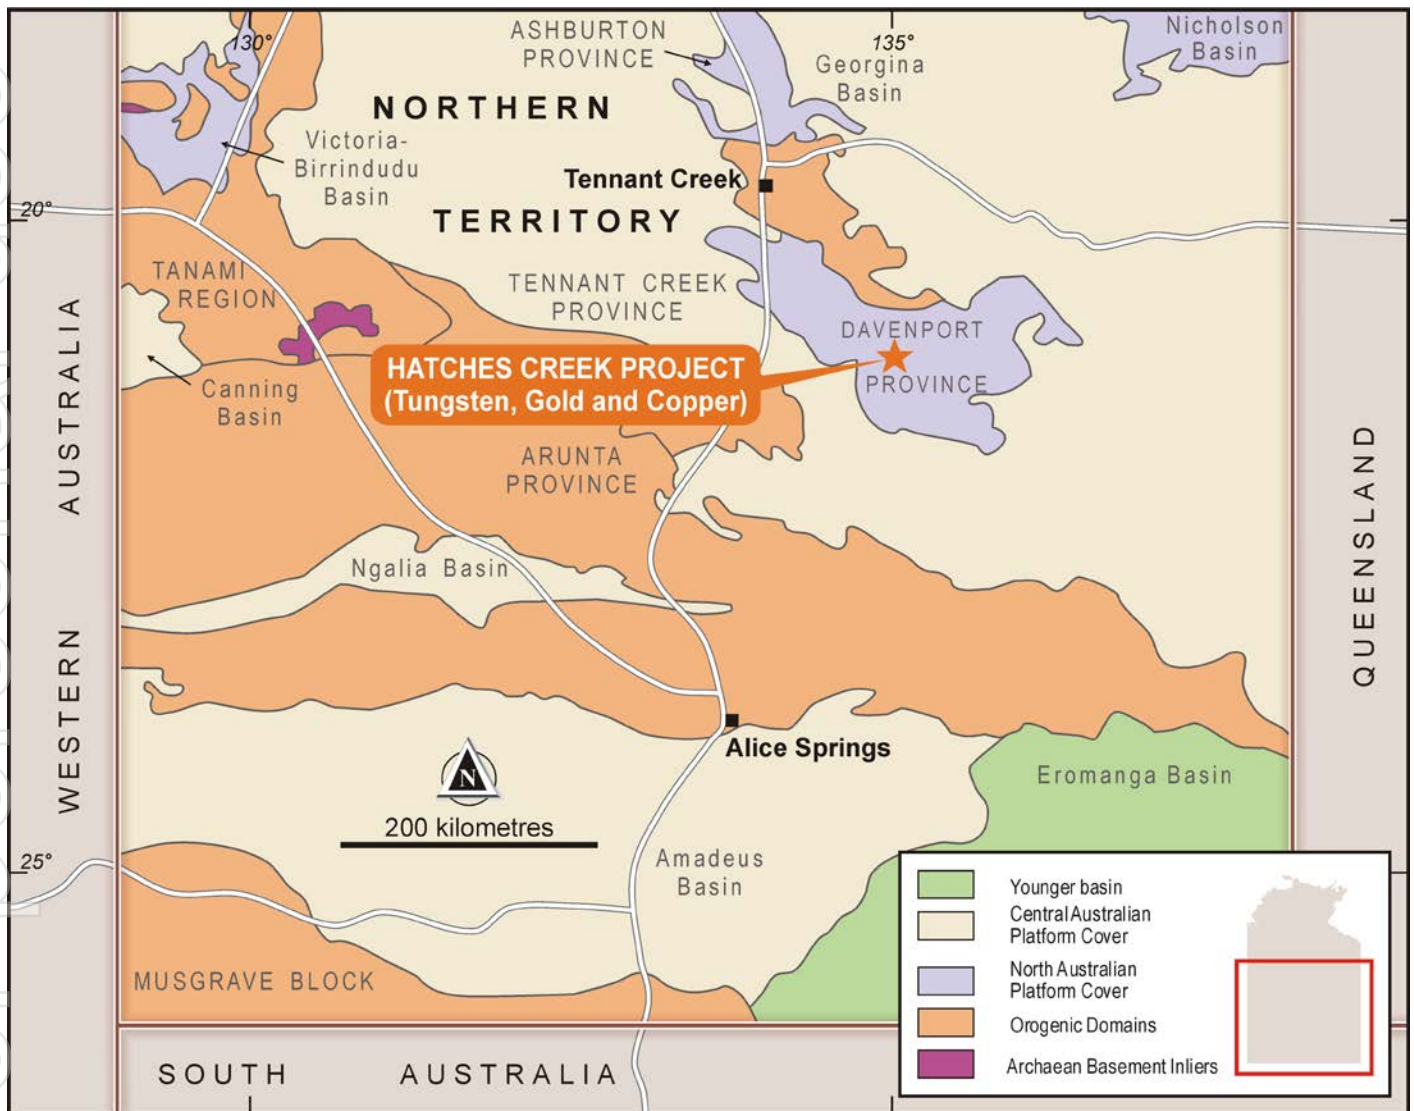 130°
ASHBURTON
PROVINCE
135°
Georgina
Basin
Nicholson
Basin
NORTHERN
Victoria-
Birrindudu
Basin
Tennant Creek
20°
TERRITORY
TANAMI
REGION
TENNANT CREEK
PROVINCE
DAVENPORT
PROVINCE
HATCHES CREEK PROJECT
(Tungsten, Gold and Copper)
Canning
Basin
WESTERN AUSTRALIA
QUEENSLAND
ARUNTA
PROVINCE
Ngalia Basin
Alice Springs
Eromanga Basin
N
200 kilometres
25°
Amadeus
Basin
MUSGRAVE BLOCK
SOUTH AUSTRALIA
Younger basin
Central Australian
Platform Cover
North Australian
Platform Cover
Orogenic Domains
Archaean Basement Inliers